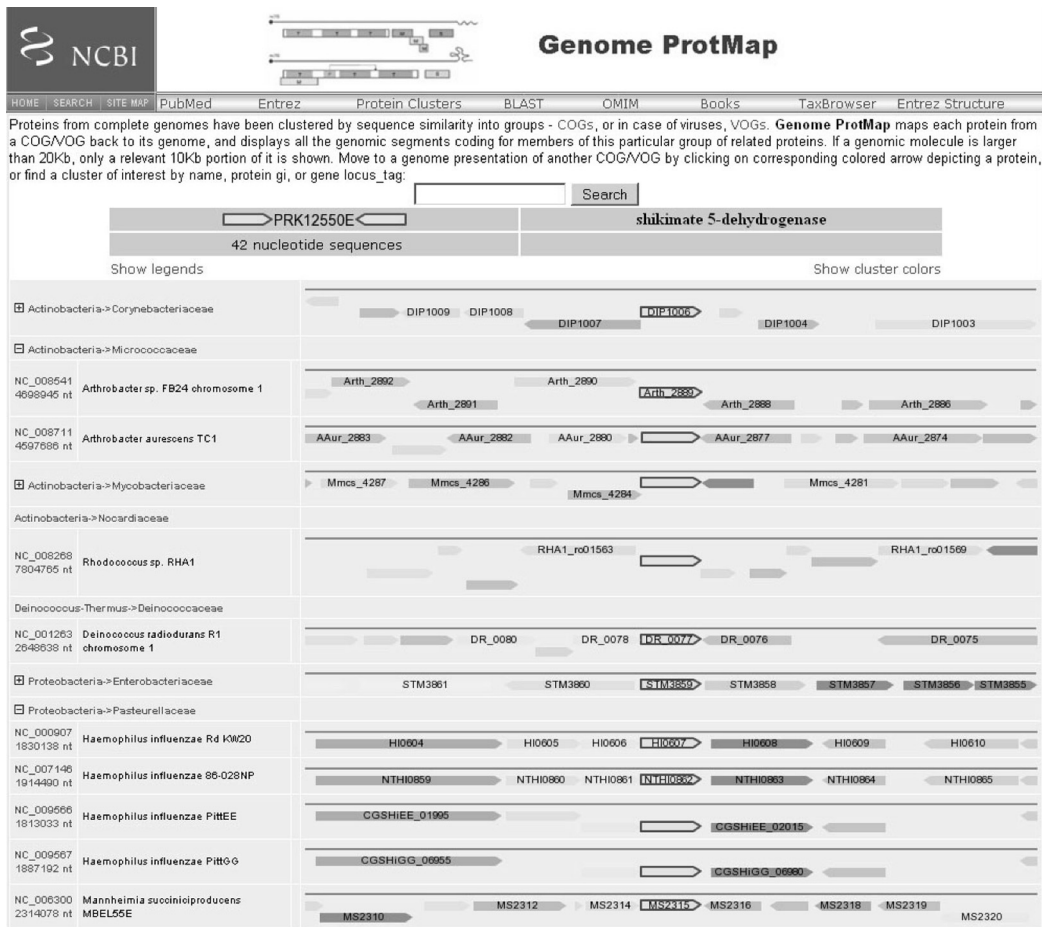 NCBI
Genome ProtMap
HOME SEARCH SITE MAP PubMed Entrez Protein Clusters BLAST OMIM Books TaxBrowser Entrez Structure
Proteins from complete genomes have been clustered by sequence similarity into groups - COGs, or in case of viruses, VOGs. Genome ProtMap maps each protein from
a COG/VOG back to its genome, and displays all the genomic segments coding for members of this particular group of related proteins. If a genomic molecule is larger
than 20Kb, only a relevant 10Kb portion of it is shown. Move to a genome presentation of another COG/VOG by clicking on corresponding colored arrow depicting a protein,
or find a cluster of interest by name, protein gi, or gene locus_tag:
Search
PRK12550E shikimate 5-dehydrogenase
42 nucleotide sequences
Show legends Show cluster colors
Actinobacteria->Corynebacteriaceae DIP1009 DIP1008 DIP1006
DIP1007 DIP1004 DIP1003
Actinobacteria->Micrococcaceae
NC_008541
4698945 nt
Arthrobacter sp. FB24 chromosome 1
Arth_2892 Arth_2890
Arth_2889
Arth_2891 Arth_2888 Arth_2886
NC_008711
4597686 nt
Arthrobacter aurescens TC1
AAur_2883 AAur_2882 AAur_2880 AAur_2877 AAur_2874
Actinobacteria->Mycobacteriaceae Mmcs_4287 Mmcs_4286 Mmcs_4281
Mmcs_4284
Actinobacteria->Nocardiaceae
NC_008268
7804765 nt
Rhodococcus sp. RHA1
RHA1_ro01563 RHA1_ro01569
Deinococcus-Thermus->Deinococcaceae
NC_001263
2648638 nt
Deinococcus radiodurans R1
chromosome 1
DR_0080 DR_0078 DR_0077 DR_0076 DR_0075
Proteobacteria->Enterobacteriaceae STM3861 STM3860 STM3859 STM3858 STM3857 STM3856 STM3855
Proteobacteria->Pasteurellaceae
NC_000907
1830138 nt
Haemophilus influenzae Rd KW20
HI0604 HI0605 HI0606 HI0607 HI0608 HI0609 HI0610
NC_007146
1914490 nt
Haemophilus influenzae 86-028NP
NTHI0859 NTHI0860 NTHI0861 NTHI0862 NTHI0863 NTHI0864 NTHI0865
NC_009566
1813033 nt
Haemophilus influenzae PittEE
CGSHiEE_01995
CGSHiEE_02015
NC_009567
1887192 nt
Haemophilus influenzae PittGG
CGSHiGG_06955
CGSHiGG_06980
NC_006300
2314078 nt
Mannheimia succiniciproducens
MBEL55E
MS2312 MS2314 MS2315 MS2316 MS2318 MS2319
MS2310 MS2320